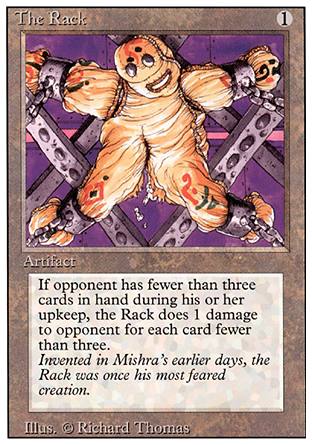 The Rack 1
Artifact
If opponent has fewer than three
cards in hand during his or her
upkeep, the Rack does 1 damage
to opponent for each card fewer
than three.
Invented in Mishra's earlier days, the
Rack was once his most feared
creation.
Illus. © Richard Thomas